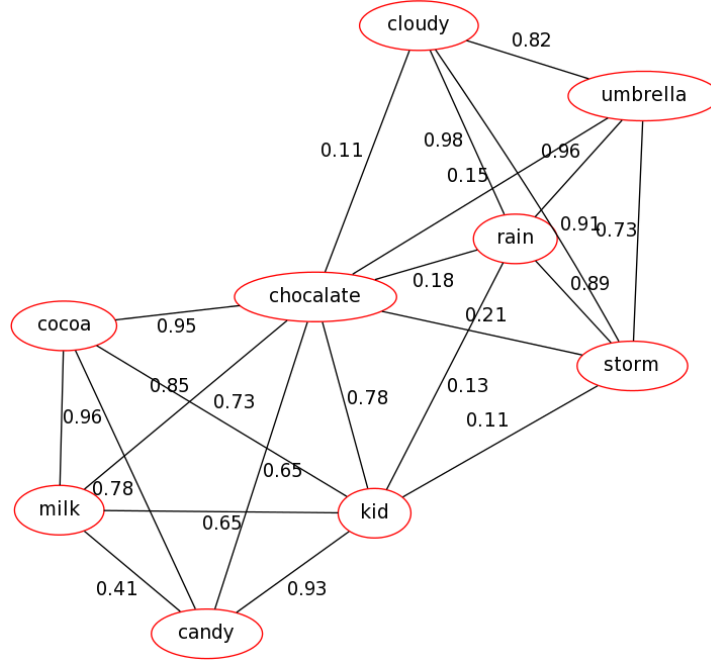 cloudy
0.82
umbrella
0.11
0.98
0.96
0.15
0.91
0.73
rain
0.18
0.89
chocalate
cocoa
0.95
0.21
storm
0.85
0.73
0.78
0.13
0.96
0.11
0.65
0.78
milk
0.65
kid
0.41
0.93
candy